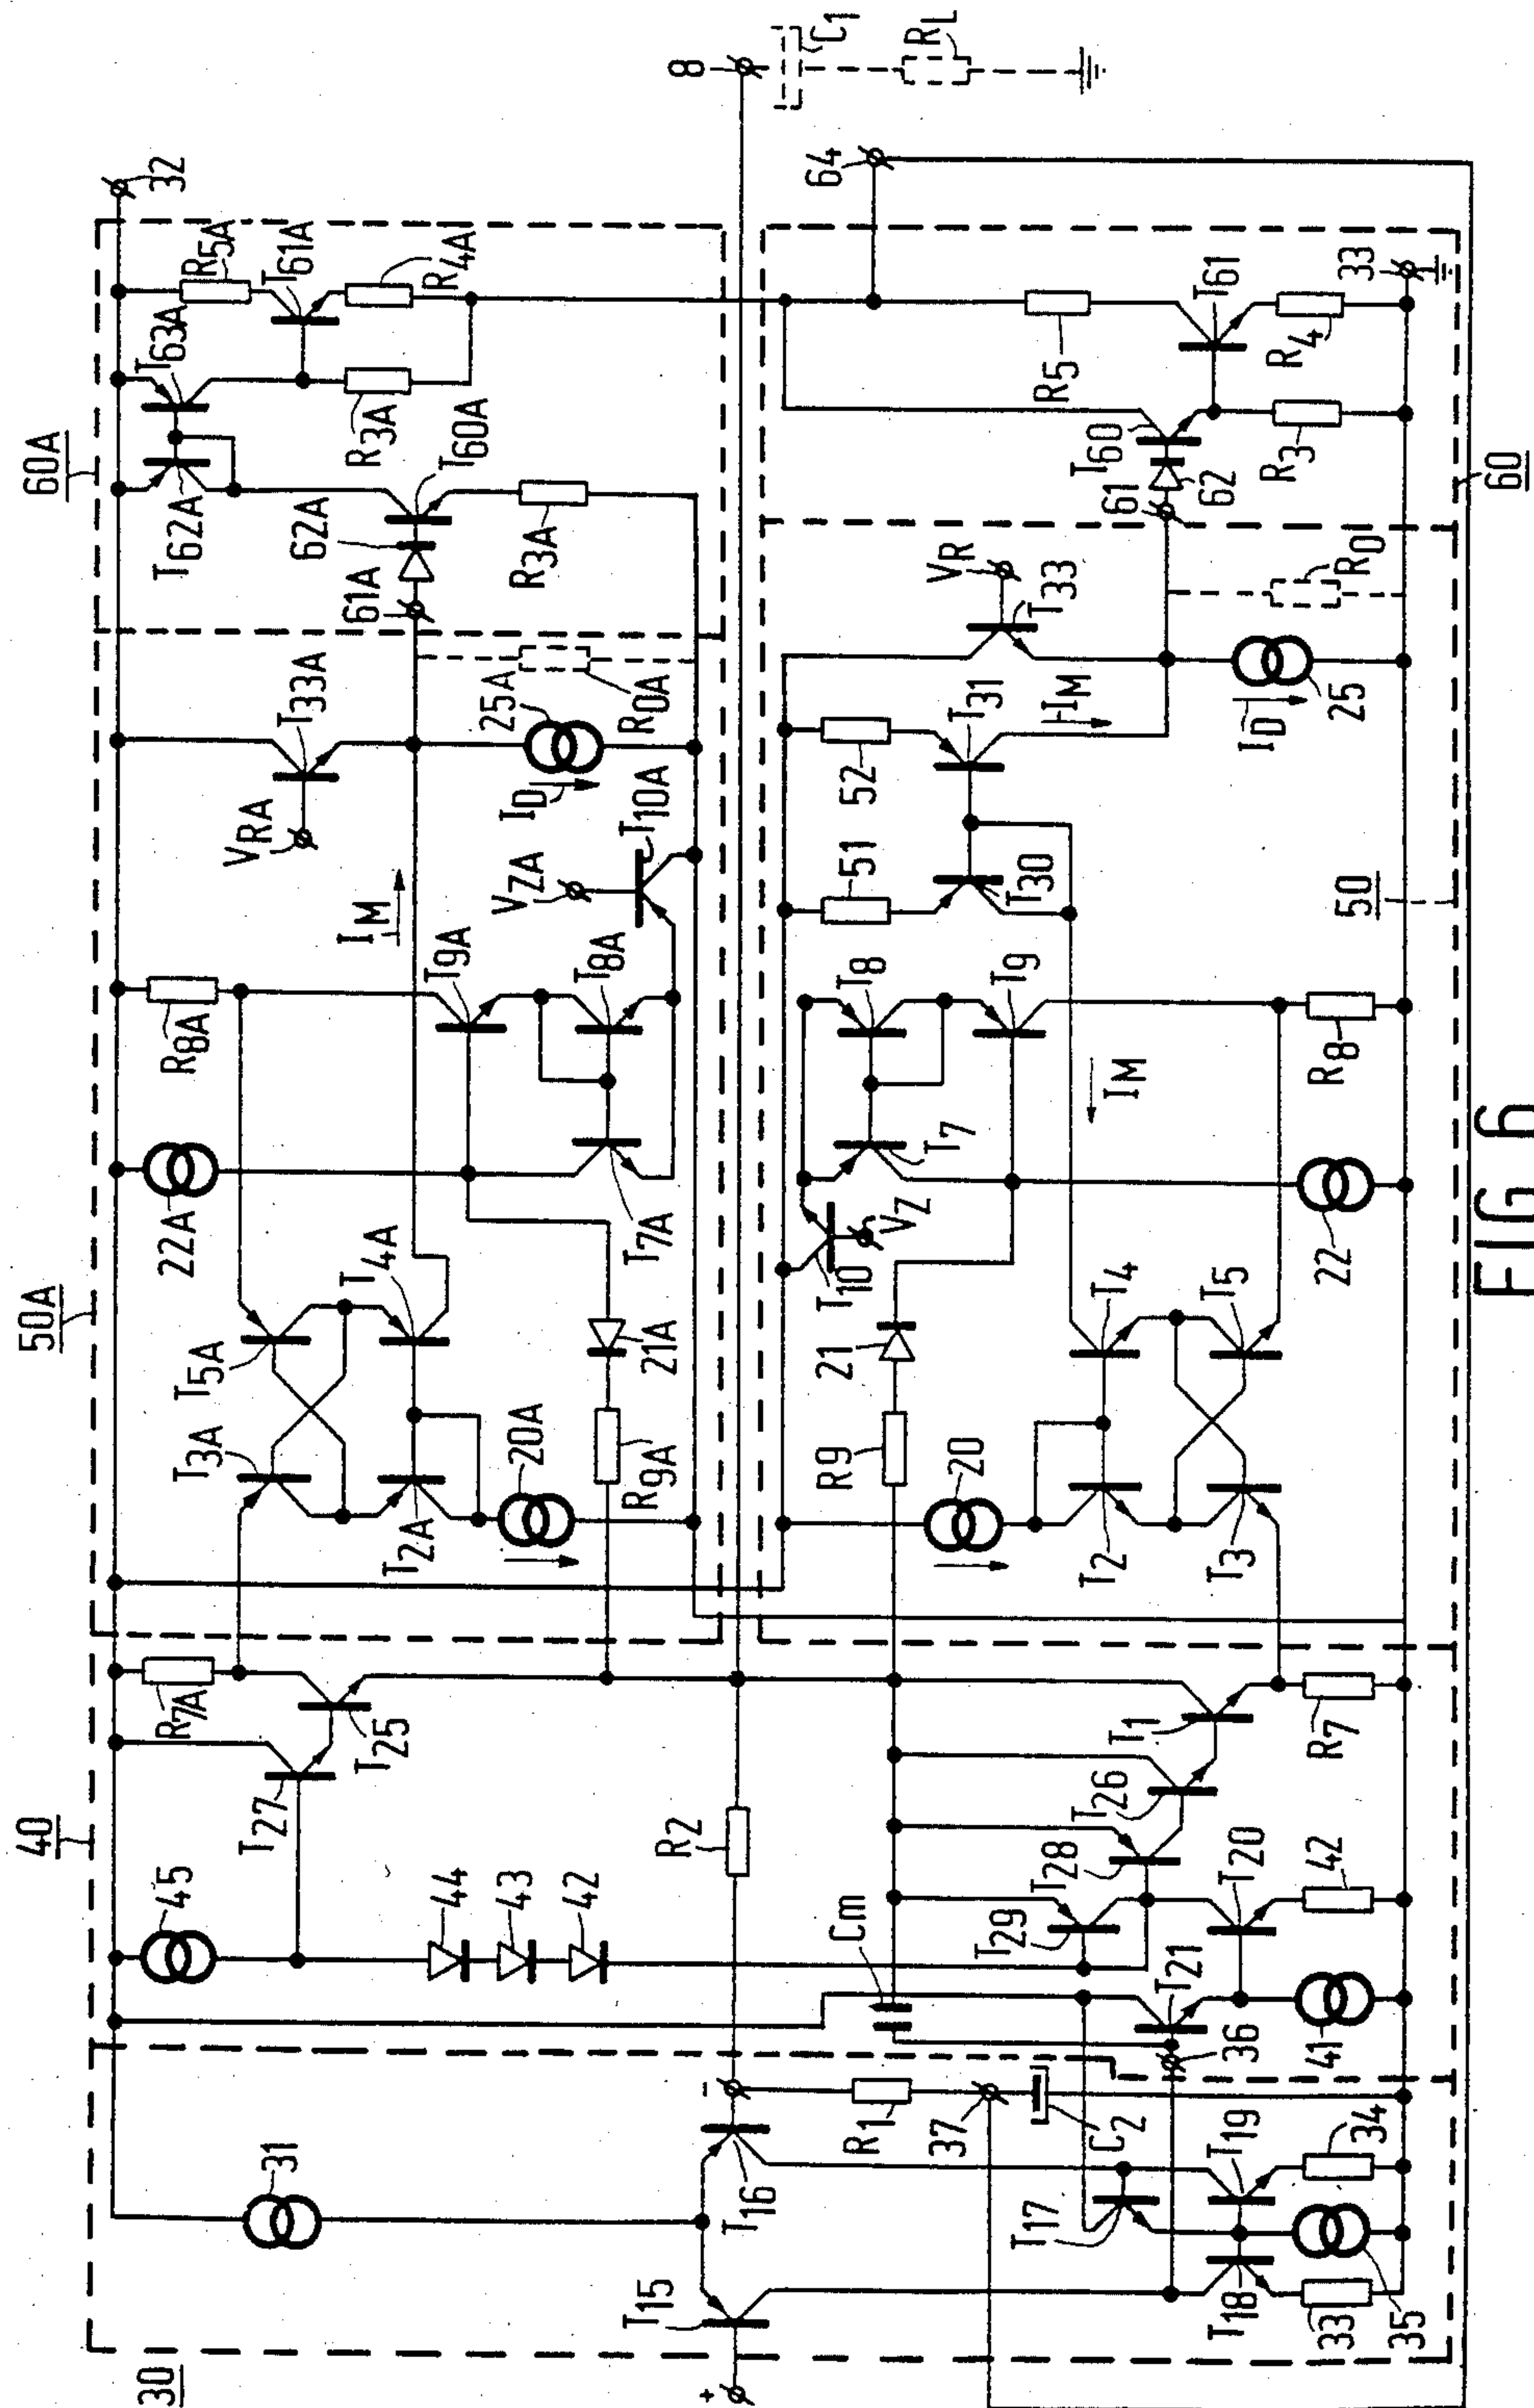 30
+
T15
31
T16
-
R1
37
C2
T17
T18
T19
33
35
34
40
45
44
43
42
T27
R7A
T25
R2
Cm
T29
T28
T26
T1
T21
T20
36
41
42
R7
50A
T3A
T5A
T2A
T4A
20A
22A
R8A
R9A
21A
T7A
T9A
T8A
IM
VZA
T10A
VRA
T33A
25A
ID
R0A
R9
21
20
T2
T4
T3
T5
T10
VZ
T7
T8
T9
IM
22
R8
51
52
T30
T31
IM
VR
T33
ID
25
R0
50
60A
T62A
T63A
R5A
T61A
R3A
R4A
61A
62A
T60A
R3A
32
8
C1
RL
64
R5
T60
T61
61
62
R3
R4
33
60
FIG. 6